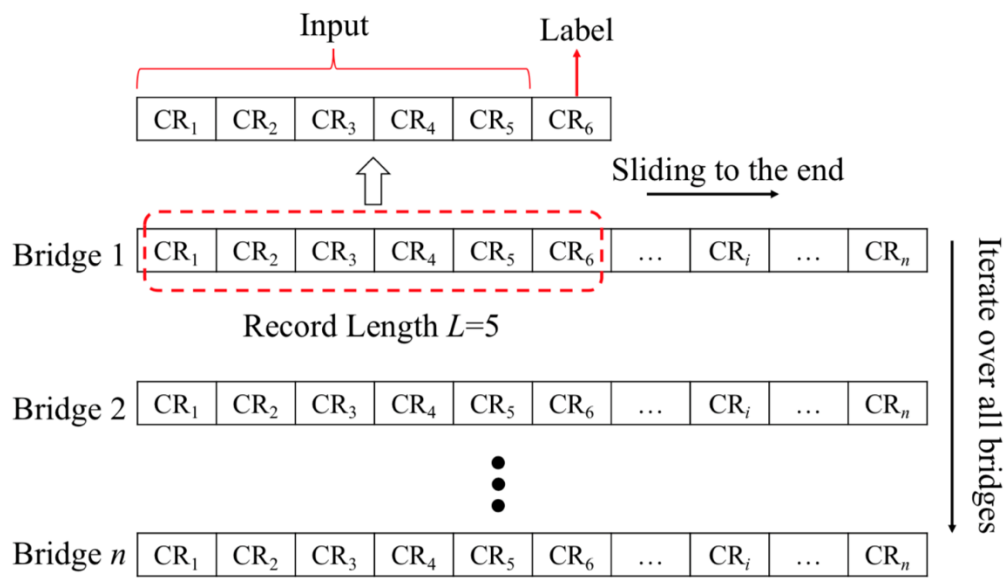 Input Label
CR₁ CR₂ CR₃ CR₄ CR₅ CR₆
Sliding to the end
Bridge 1 CR₁ CR₂ CR₃ CR₄ CR₅ CR₆ … CRᵢ … CRₙ
Record Length L=5
Bridge 2 CR₁ CR₂ CR₃ CR₄ CR₅ CR₆ … CRᵢ … CRₙ
Bridge n CR₁ CR₂ CR₃ CR₄ CR₅ CR₆ … CRᵢ … CRₙ
Iterate over all bridges